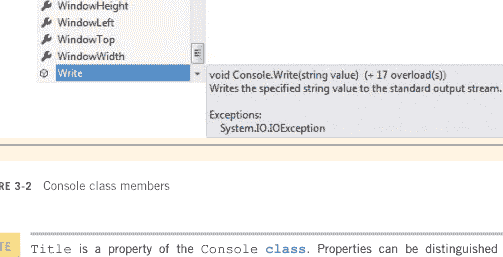 WindowHeight
WindowLeft
WindowTop
WindowWidth
Write
void Console.Write(string value) (+ 17 overload(s))
Writes the specified string value to the standard output stream.
Exceptions:
System.IO.IOException
RE 3-2 Console class members
TE Title is a property of the Console class. Properties can be distinguished